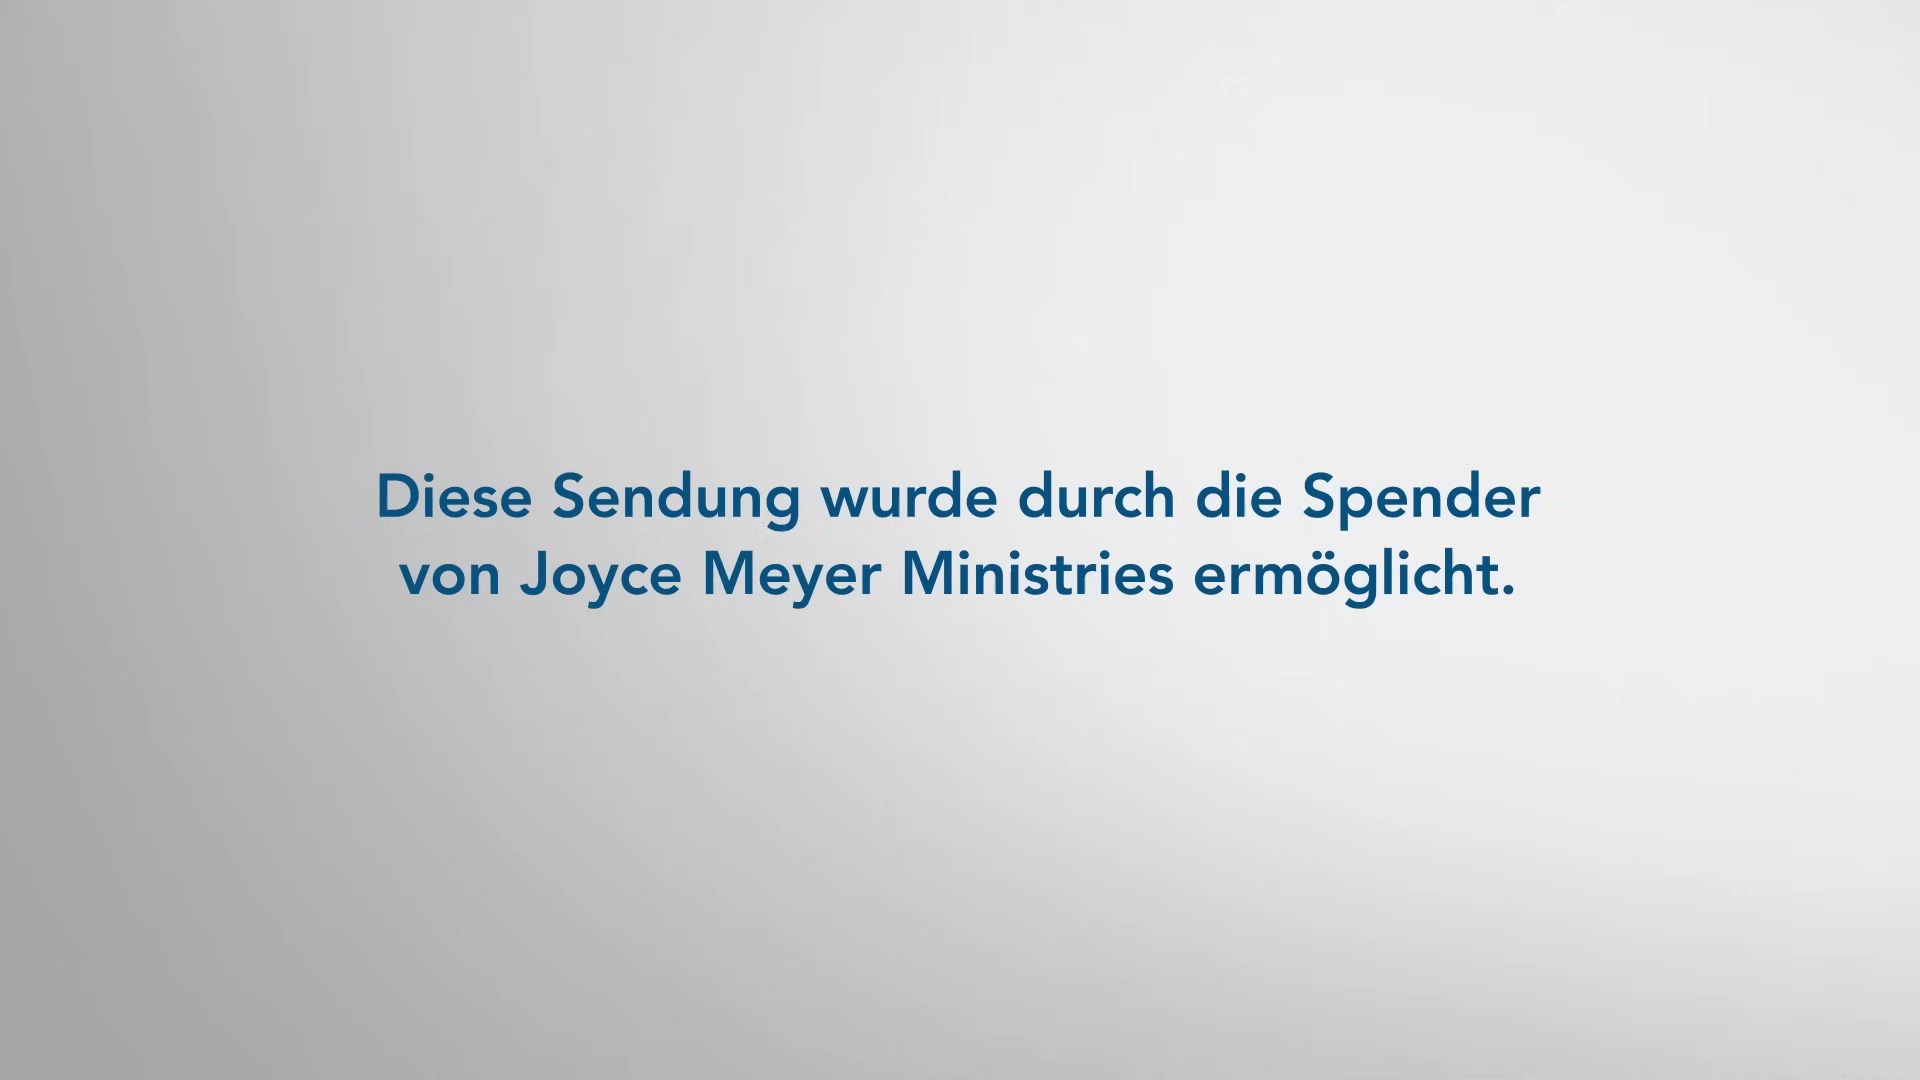 Diese Sendung wurde durch die Spender
von Joyce Meyer Ministries ermöglicht.